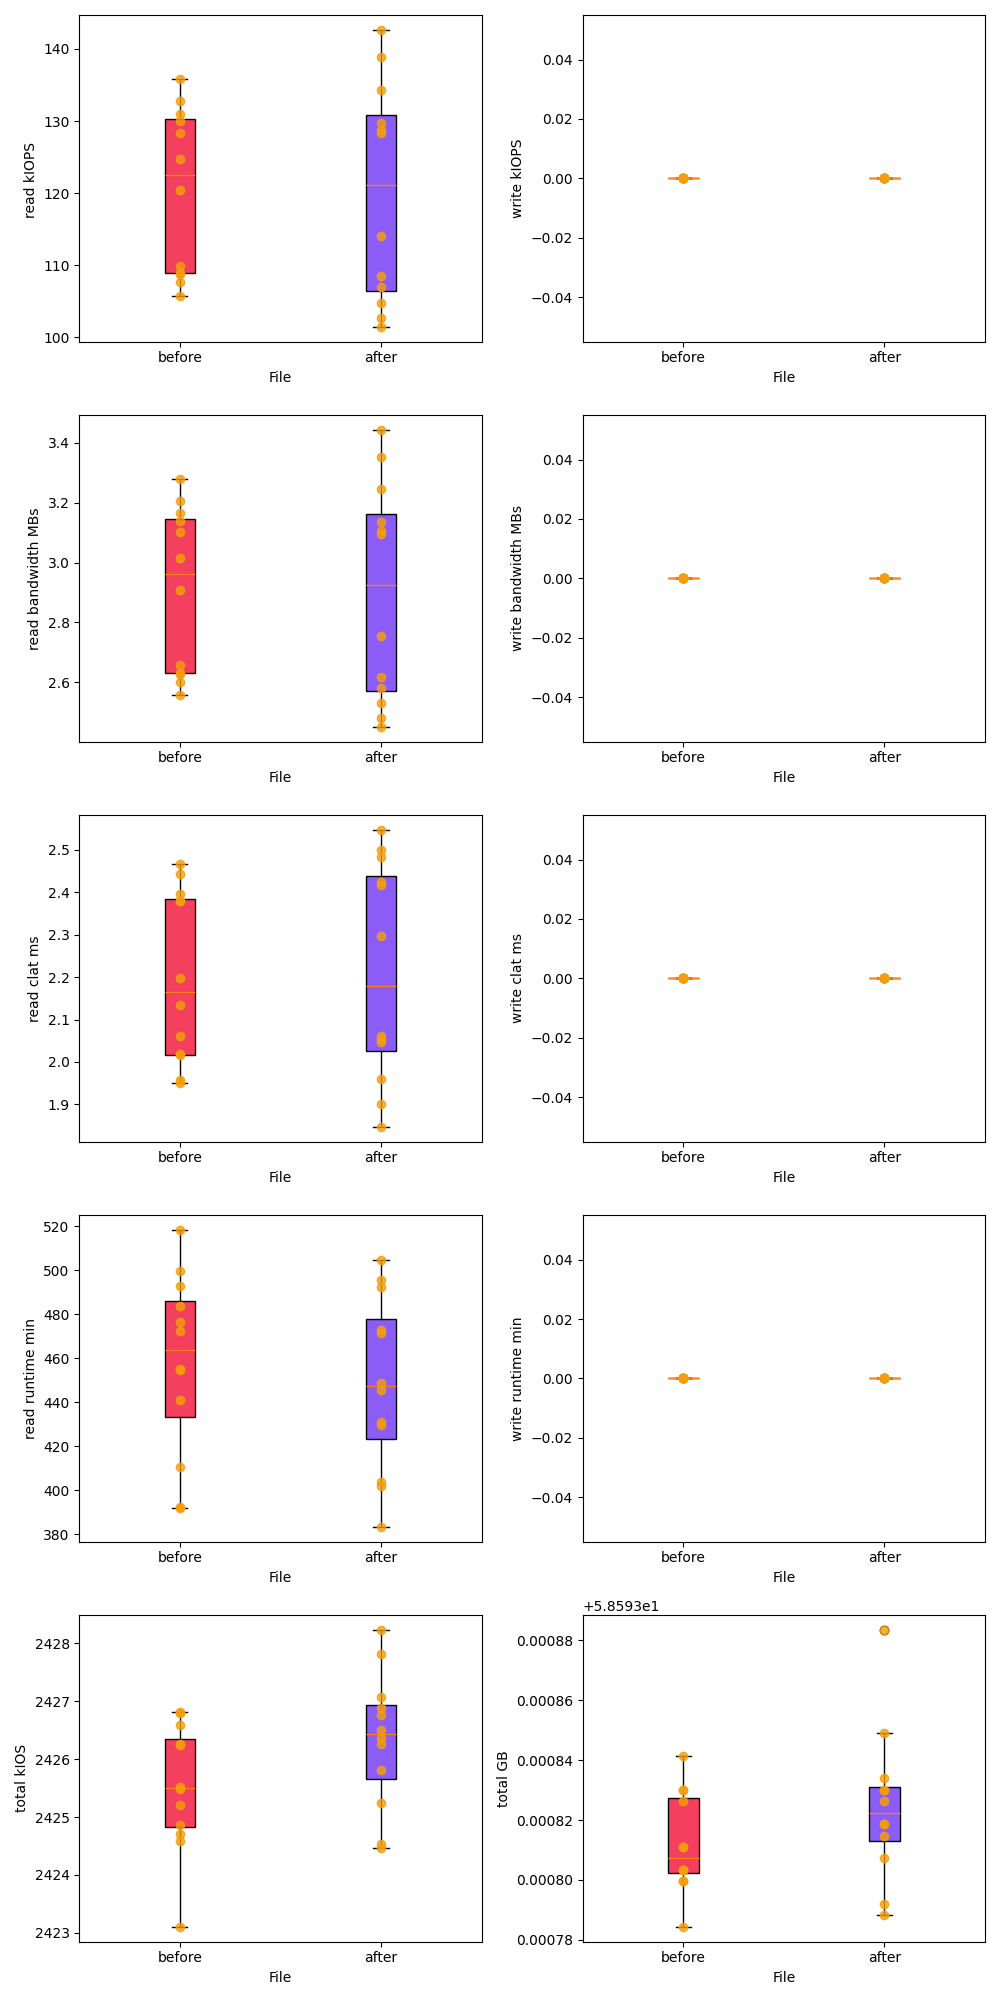 read kIOPS
140
130
120
110
100
before
after
File
write kIOPS
0.04
0.02
0.00
−0.02
−0.04
before
after
File
read bandwidth MBs
3.4
3.2
3.0
2.8
2.6
before
after
File
write bandwidth MBs
0.04
0.02
0.00
−0.02
−0.04
before
after
File
read clat ms
2.5
2.4
2.3
2.2
2.1
2.0
1.9
before
after
File
write clat ms
0.04
0.02
0.00
−0.02
−0.04
before
after
File
read runtime min
520
500
480
460
440
420
400
380
before
after
File
write runtime min
0.04
0.02
0.00
−0.02
−0.04
before
after
File
total kIOS
2428
2427
2426
2425
2424
2423
before
after
File
+5.8593e1
total GB
0.00088
0.00086
0.00084
0.00082
0.00080
0.00078
before
after
File